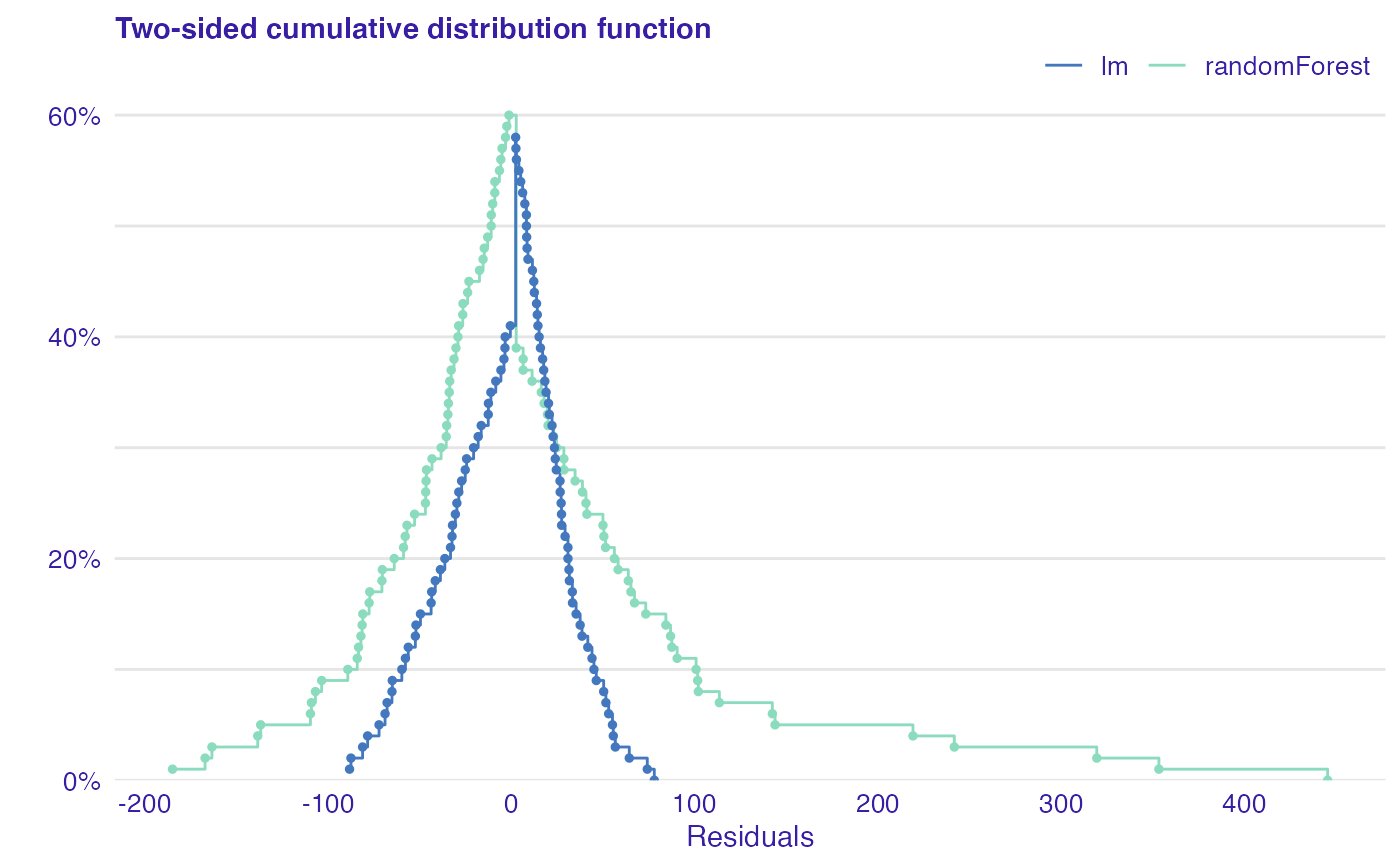 Two-sided cumulative distribution function
lm randomForest
60%
40%
20%
0%
-200 -100 0 100 200 300 400
Residuals